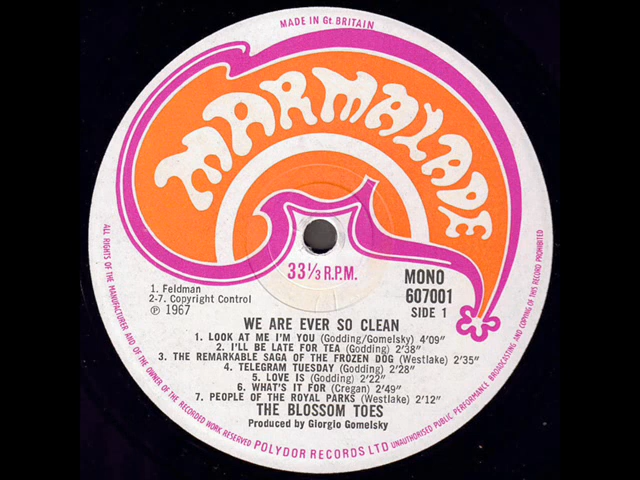 MADE IN Gt. BRITAIN
MARMALADE
33⅓ R.P.M.
MONO
607001
SIDE 1
1. Feldman
2-7. Copyright Control
℗ 1967
WE ARE EVER SO CLEAN
1. LOOK AT ME I'M YOU (Godding/Gomelsky) 4'09"
2. I'LL BE LATE FOR TEA (Godding) 2'38"
3. THE REMARKABLE SAGA OF THE FROZEN DOG (Westlake) 2'35"
4. TELEGRAM TUESDAY (Godding) 2'28"
5. LOVE IS (Godding) 2'22"
6. WHAT'S IT FOR (Cregan) 2'49"
7. PEOPLE OF THE ROYAL PARKS (Westlake) 2'12"
THE BLOSSOM TOES
Produced by Giorgio Gomelsky
ALL RIGHTS OF THE MANUFACTURER AND OF THE OWNER OF THE RECORDED WORK RESERVED
POLYDOR RECORDS LTD
UNAUTHORISED PUBLIC PERFORMANCE BROADCASTING AND COPYING OF THIS RECORD PROHIBITED